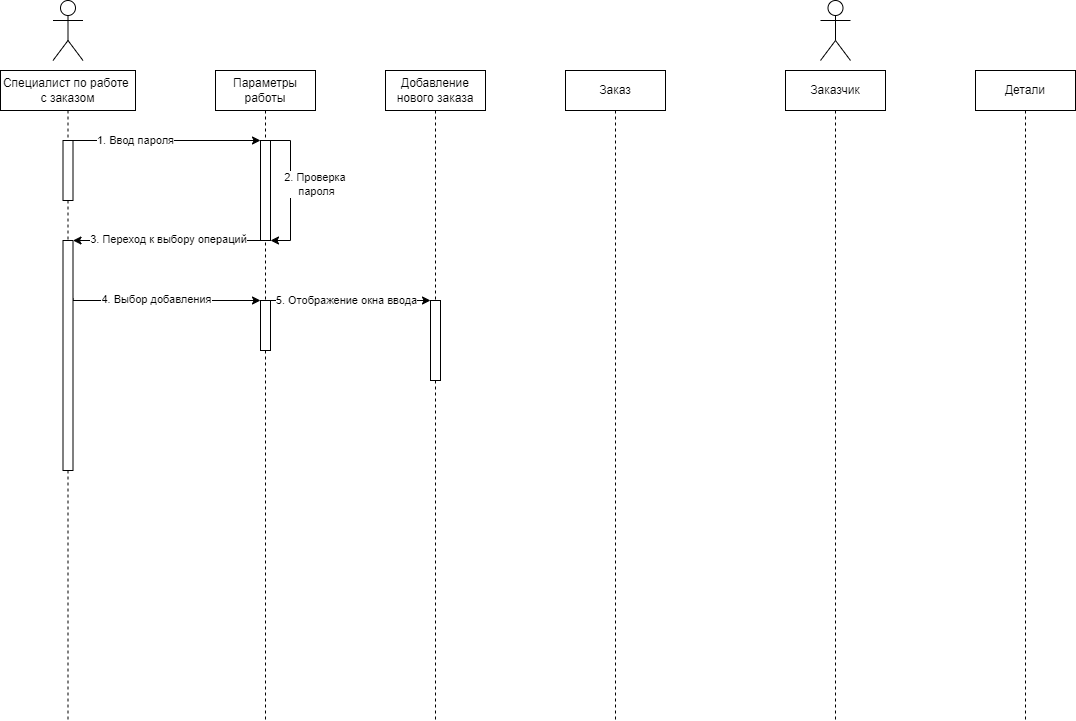 Специалист по работе
с заказом
Параметры
работы
Добавление
нового заказа
Заказ
Заказчик
Детали
1. Ввод пароля
2. Проверка
пароля
3. Переход к выбору операций
4. Выбор добавления
5. Отображение окна ввода